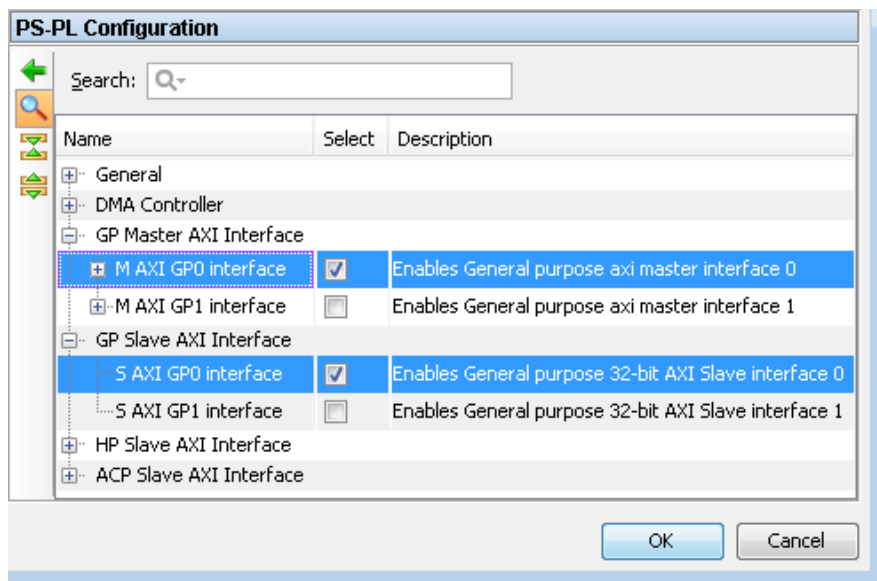 PS-PL Configuration
Search:
Name Select Description
General
DMA Controller
GP Master AXI Interface
M AXI GP0 interface Enables General purpose axi master interface 0
M AXI GP1 interface Enables General purpose axi master interface 1
GP Slave AXI Interface
S AXI GP0 interface Enables General purpose 32-bit AXI Slave interface 0
S AXI GP1 interface Enables General purpose 32-bit AXI Slave interface 1
HP Slave AXI Interface
ACP Slave AXI Interface
OK Cancel